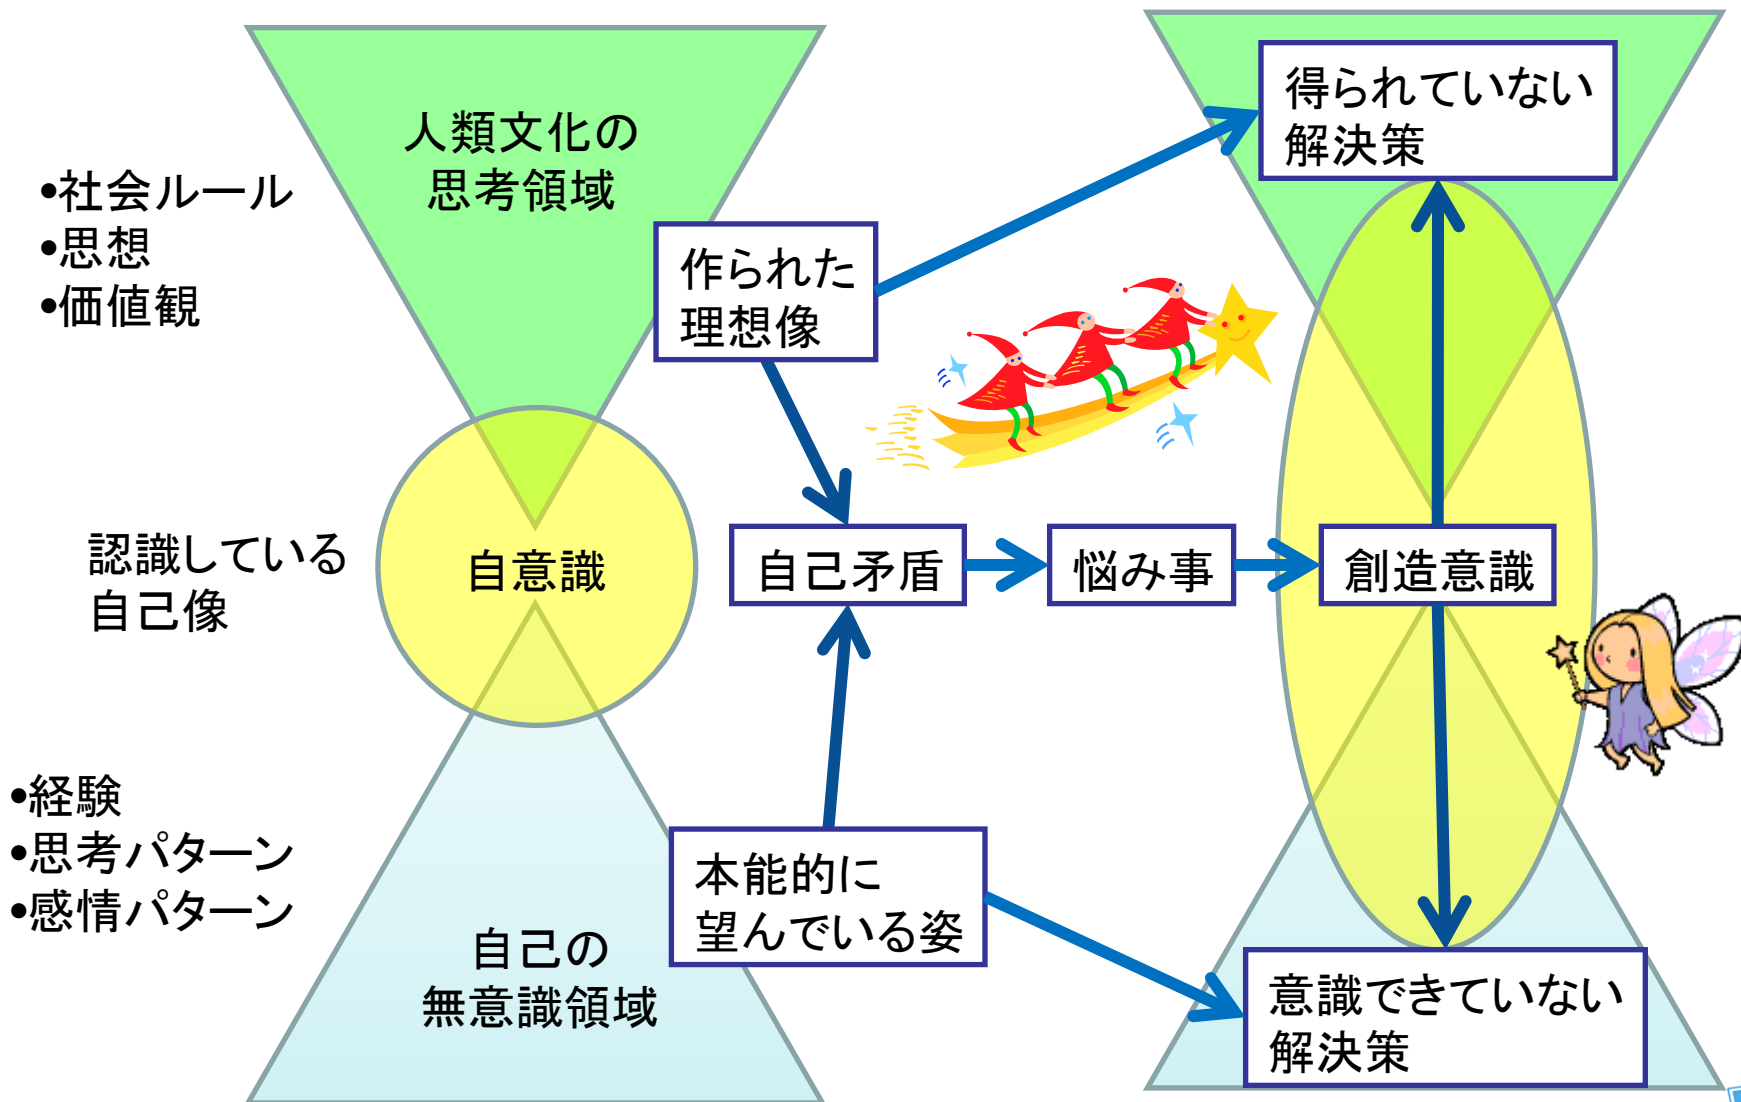 人類文化の
思考領域
•社会ルール
•思想
•価値観
作られた
理想像
得られていない
解決策
認識している
自己像
自意識
自己矛盾
悩み事
創造意識
•経験
•思考パターン
•感情パターン
本能的に
望んでいる姿
自己の
無意識領域
意識できていない
解決策